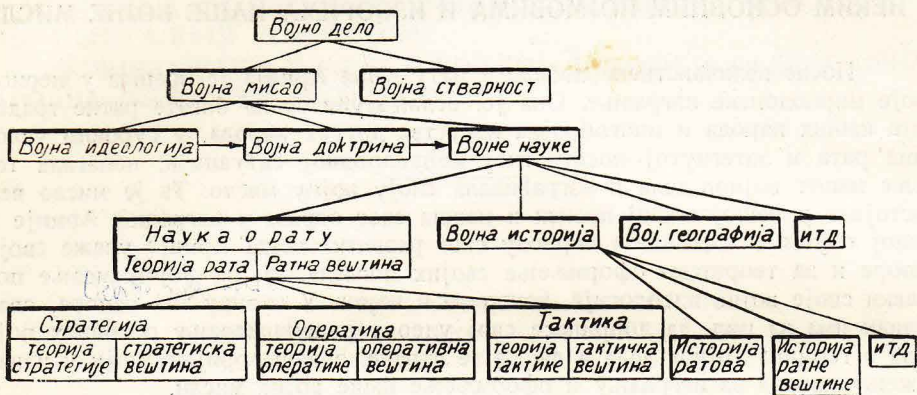 Војно дело
Војна мисао
Војна стварност
Војна идеологија
Војна доктрина
Војне науке
Наука о рату
Теорија рата
Ратна вештина
Војна историја
Вој. географија
итд
Стратегија
теорија
стратегије
стратегиска
вештина
Оператика
теорија
оператике
оперативна
вештина
Тактика
теорија
тактике
тактичка
вештина
Историја
ратова
Историја
ратне
вештине
итд